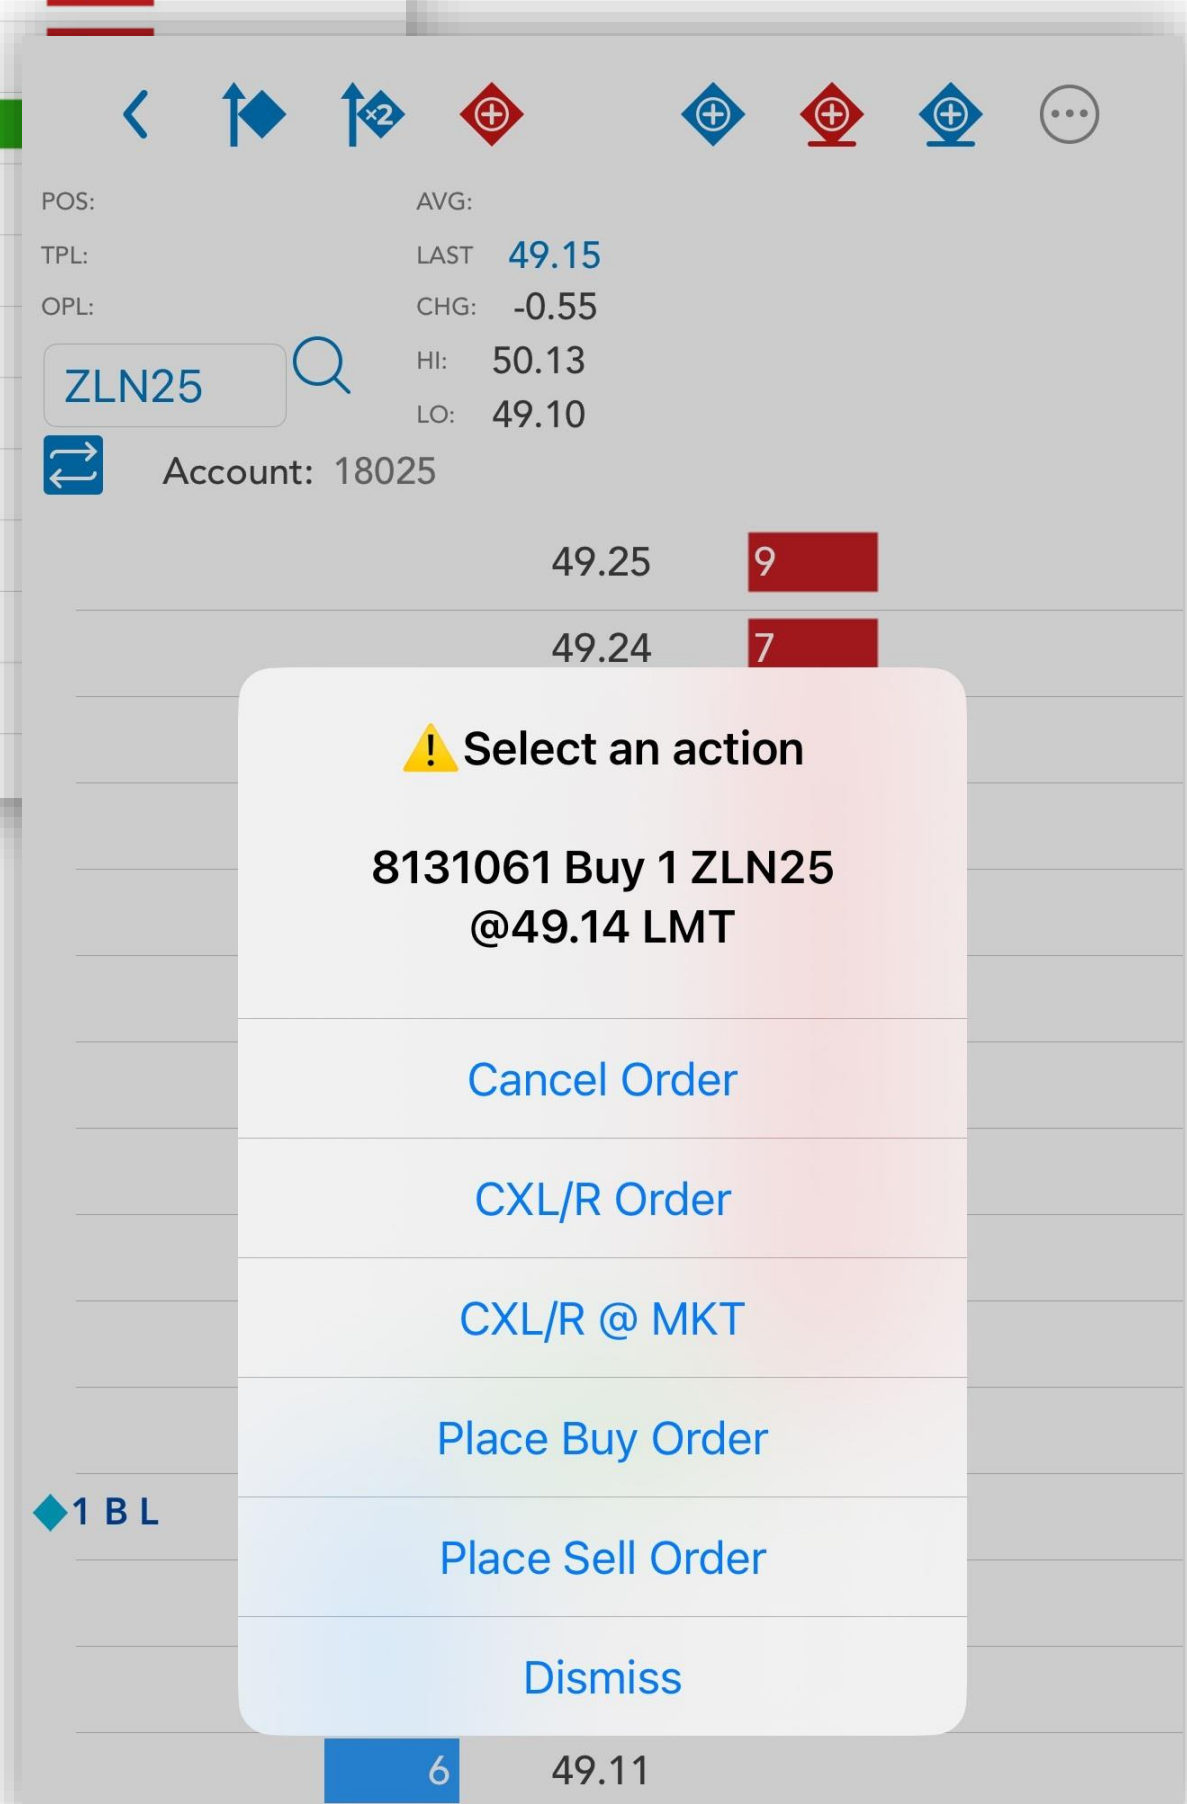 ×2
POS:
AVG:
TPL:
LAST 49.15
OPL:
CHG: -0.55
HI: 50.13
ZLN25
LO: 49.10
Account: 18025
49.25 9
49.24 7
Select an action
8131061 Buy 1 ZLN25
@49.14 LMT
Cancel Order
CXL/R Order
CXL/R @ MKT
Place Buy Order
1 B L
Place Sell Order
Dismiss
6 49.11